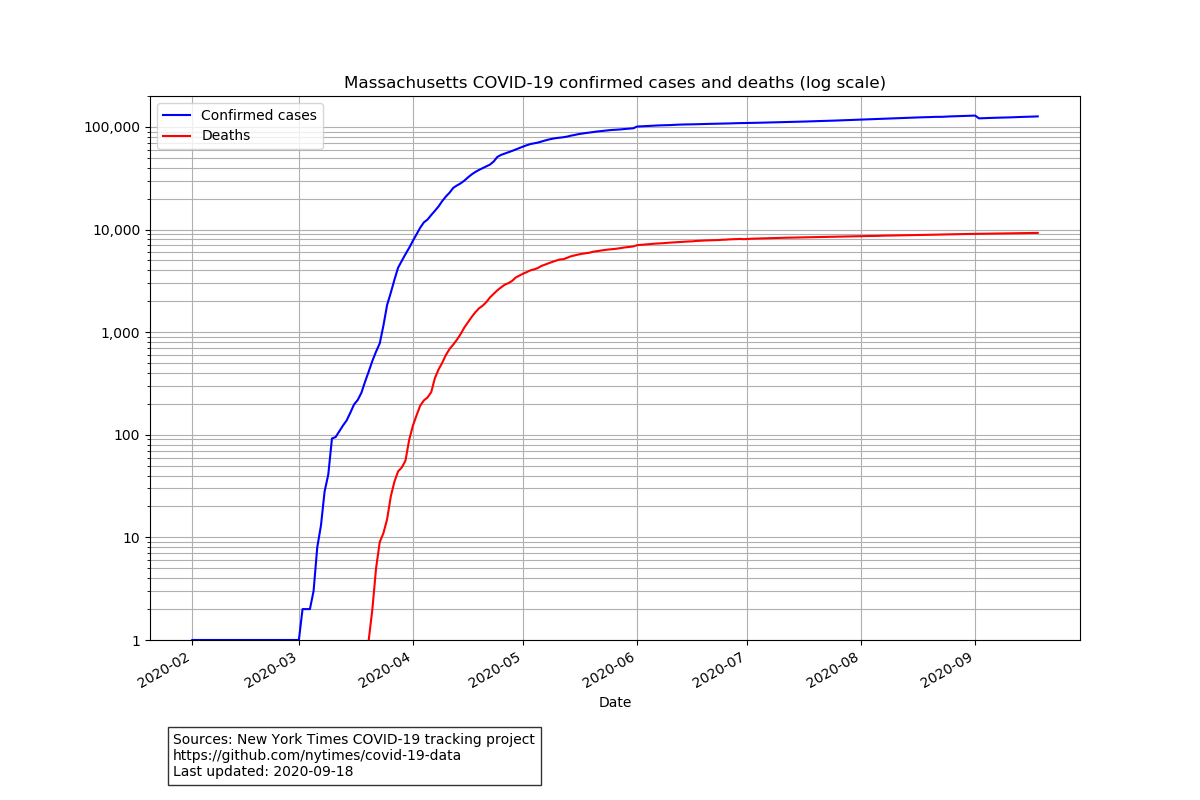 Massachusetts COVID-19 confirmed cases and deaths (log scale)
Confirmed cases
Deaths
100,000
10,000
1,000
100
10
1
2020-02
2020-03
2020-04
2020-05
2020-06
2020-07
2020-08
2020-09
Date
Sources: New York Times COVID-19 tracking project
https://github.com/nytimes/covid-19-data
Last updated: 2020-09-18